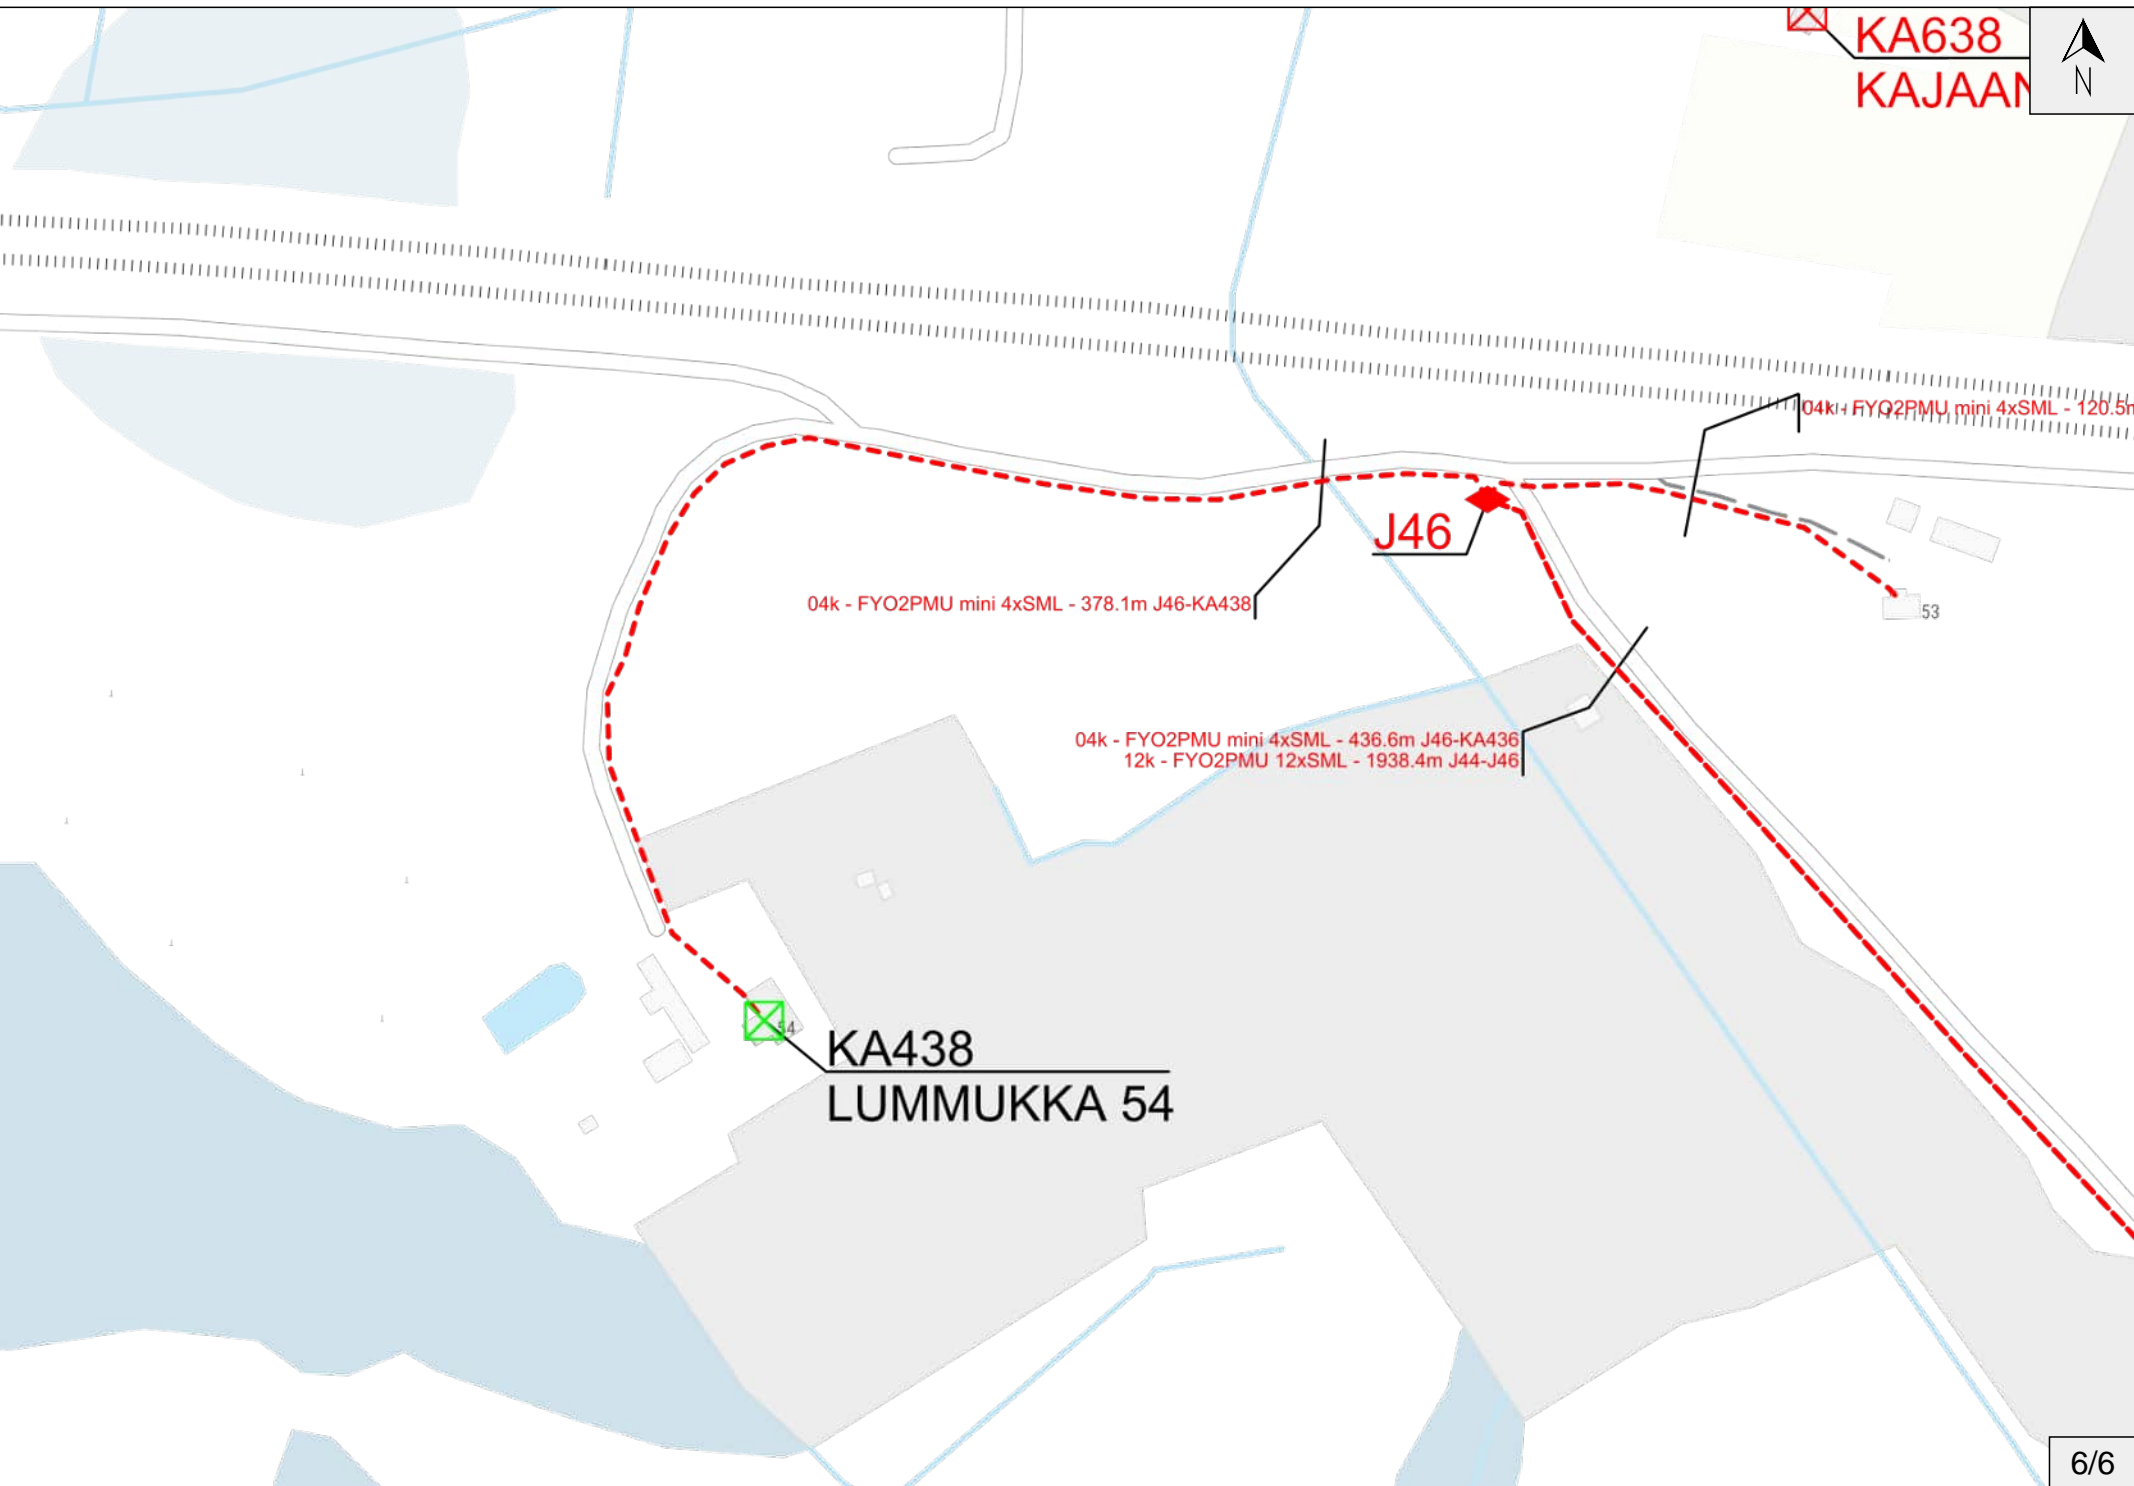 KA638
KAJAAN
N
04k - FYO2PMU mini 4xSML - 120.5m
J46
04k - FYO2PMU mini 4xSML - 378.1m J46-KA438
53
04k - FYO2PMU mini 4xSML - 436.6m J46-KA436
12k - FYO2PMU 12xSML - 1938.4m J44-J46
54
KA438
LUMMUKKA 54
6/6